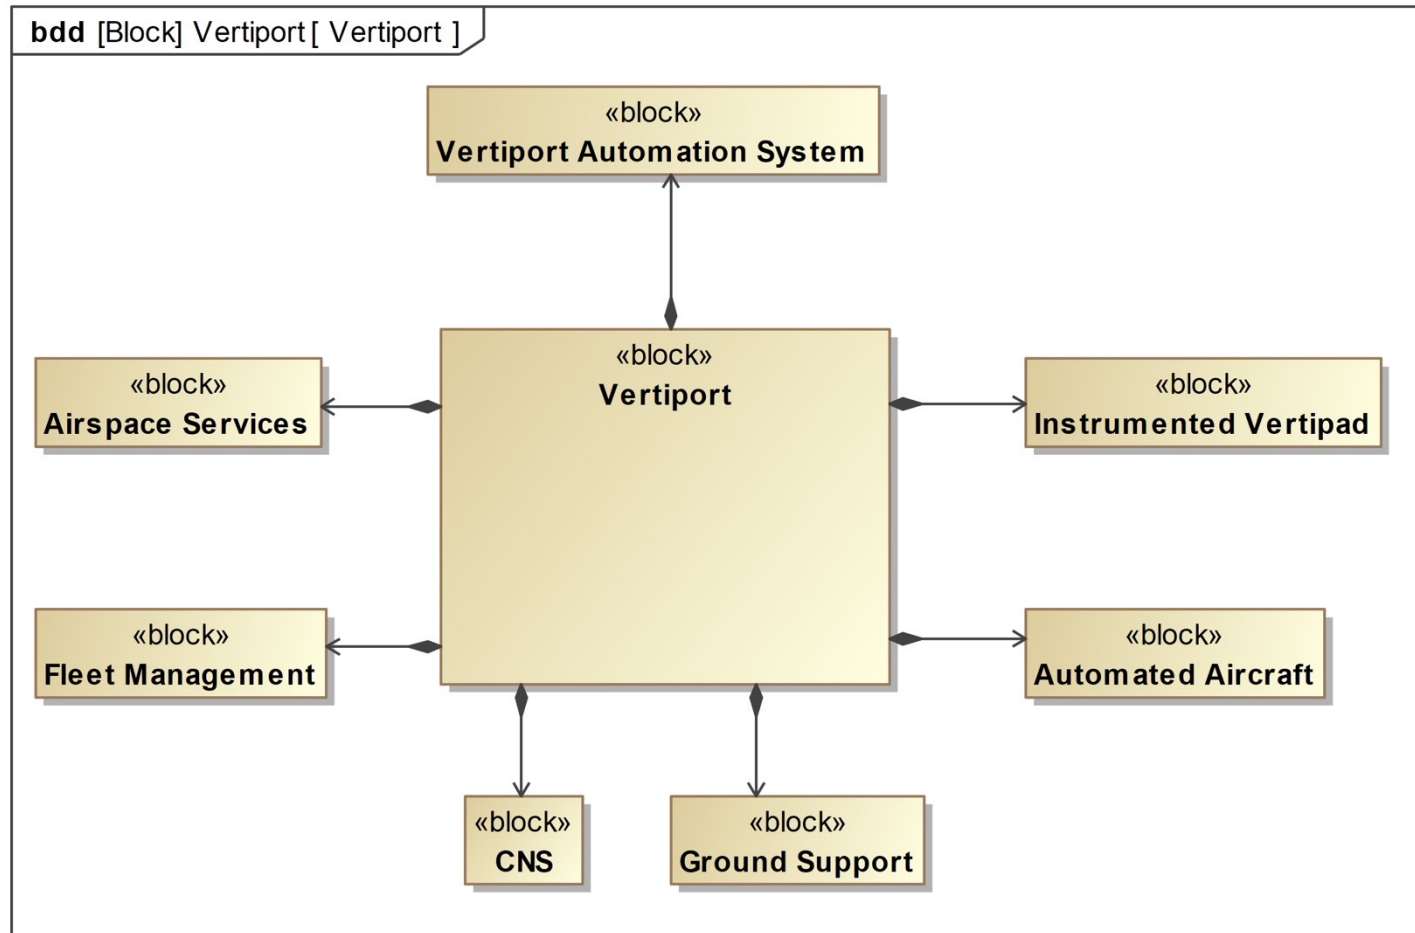 bdd [Block] Vertiport [ Vertiport ]
«block»
Vertiport Automation System
«block»
Vertiport
«block»
Airspace Services
«block»
Instrumented Vertipad
«block»
Fleet Management
«block»
Automated Aircraft
«block»
CNS
«block»
Ground Support